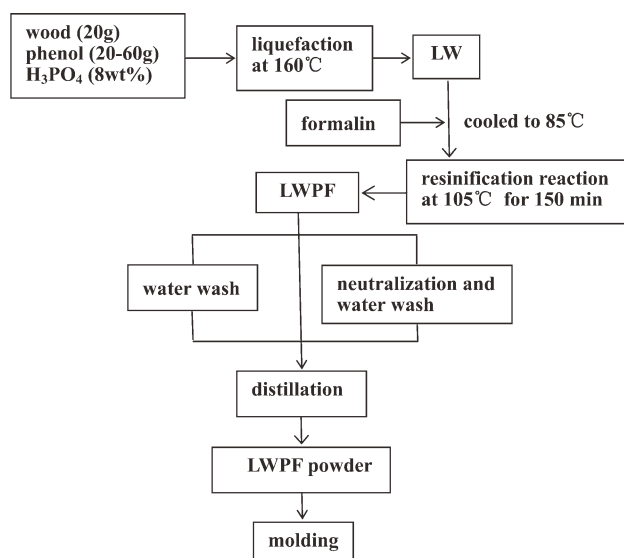 wood (20g)
phenol (20-60g)
H₃PO₄ (8wt%)
liquefaction
at 160℃
LW
formalin
cooled to 85℃
resinification reaction
at 105℃ for 150 min
LWPF
water wash
neutralization and
water wash
distillation
LWPF powder
molding